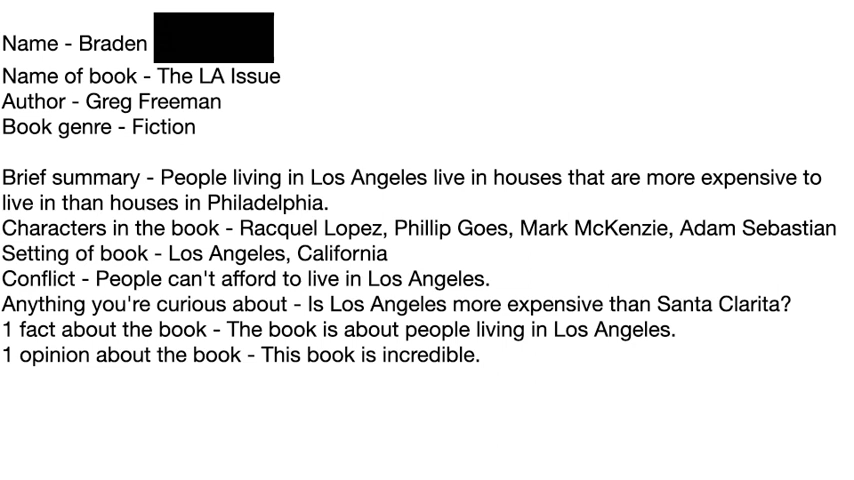 Name - Braden
Name of book - The LA Issue
Author - Greg Freeman
Book genre - Fiction
Brief summary - People living in Los Angeles live in houses that are more expensive to
live in than houses in Philadelphia.
Characters in the book - Racquel Lopez, Phillip Goes, Mark McKenzie, Adam Sebastian
Setting of book - Los Angeles, California
Conflict - People can't afford to live in Los Angeles.
Anything you're curious about - Is Los Angeles more expensive than Santa Clarita?
1 fact about the book - The book is about people living in Los Angeles.
1 opinion about the book - This book is incredible.